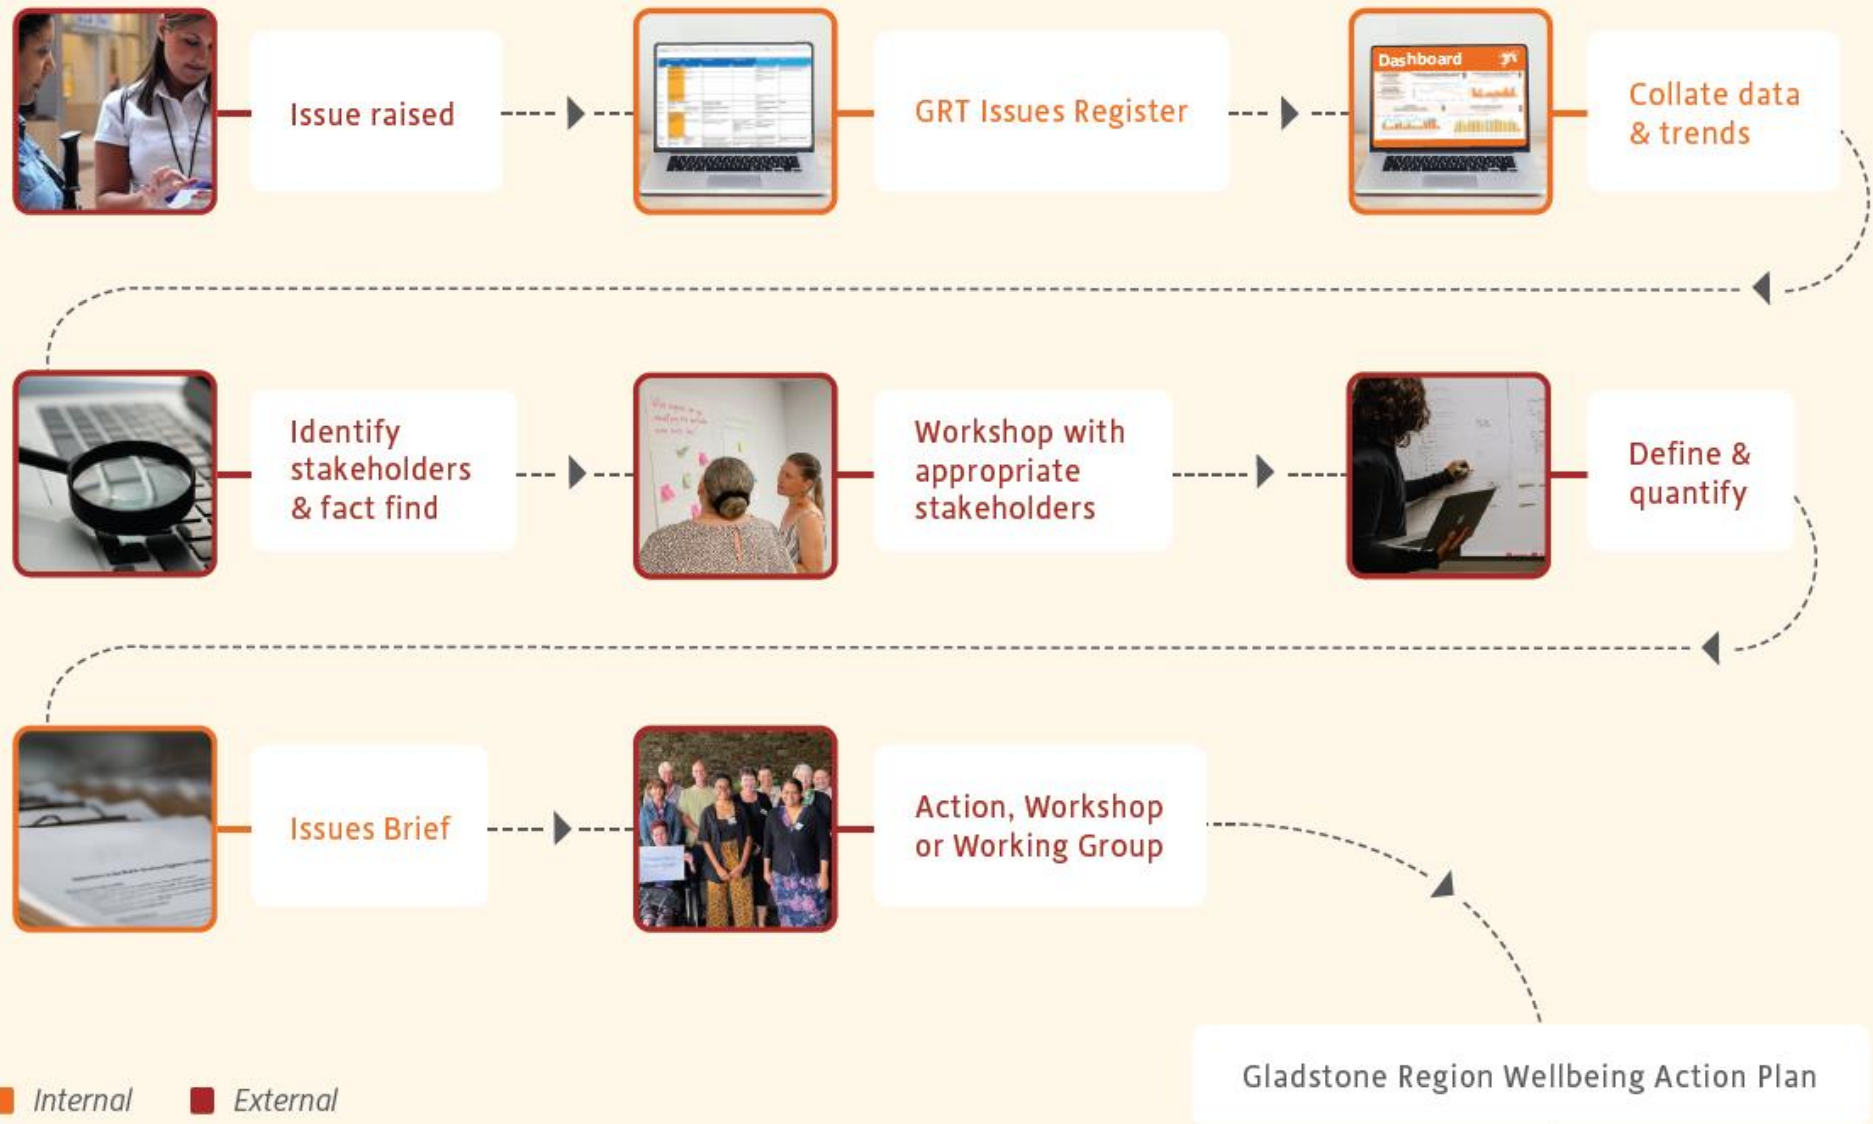 Issue raised
GRT Issues Register
Dashboard
Collate data
& trends
Identify
stakeholders
& fact find
Workshop with
appropriate
stakeholders
Define &
quantify
Issues Brief
Action, Workshop
or Working Group
Gladstone Region Wellbeing Action Plan
Internal
External